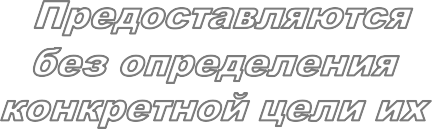 Предоставляются
без определения
конкретной цели их